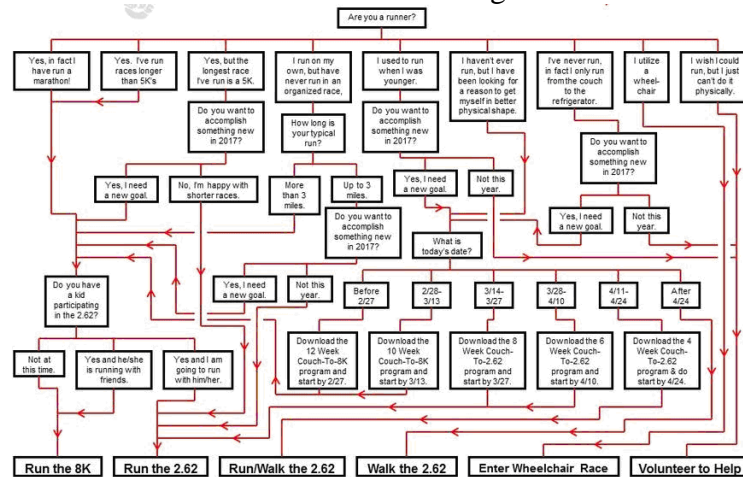 Are you a runner?
Yes, in fact I
have run a
marathon!
Yes. I've run
races longer
than 5K's
Yes, but the
longest race
I've run is a 5K.
I run on my
own, but have
never run in an
organized race,
I used to run
when I was
younger.
I haven't ever
run, but I have
been looking for
a reason to get
myself in better
physical shape.
I've never run,
in fact I only run
from the couch
to the
refrigerator.
I utilize
a
wheel-
chair
I wish I could
run, but I just
can't do it
physically.
Do you want to
accomplish
something new
in 2017?
How long is
your typical
run?
Do you want to
accomplish
something new
in 2017?
Do you want to
accomplish
something new
in 2017?
Yes, I need
a new goal.
No, I'm happy with
shorter races.
More
than 3
miles.
Up to 3
miles.
Yes, I need
a new goal.
Not this
year.
Yes, I need
a new goal.
Not this
year.
Do you want to
accomplish
something new
in 2017?
What is
today's date?
Do you have
a kid
participating
in the 2.62?
Yes, I need
a new goal.
Not this
year.
Before
2/27
2/28-
3/13
3/14-
3/27
3/28-
4/10
4/11-
4/24
After
4/24
Download the
12 Week
Couch-To-8K
program and
start by 2/27.
Download the
10 Week
Couch-To-8K
program and
start by 3/13.
Download the 8
Week Couch-
To-2.62
program and
start by 3/27.
Download the 6
Week Couch-
To-2.62
program and
start by 4/10.
Download the 4
Week Couch-
To-2.62
program & do
start by 4/24.
Not at
this time.
Yes and he/she
is running with
friends.
Yes and I am
going to run
with him/her.
Run the 8K
Run the 2.62
Run/Walk the 2.62
Walk the 2.62
Enter Wheelchair Race
Volunteer to Help